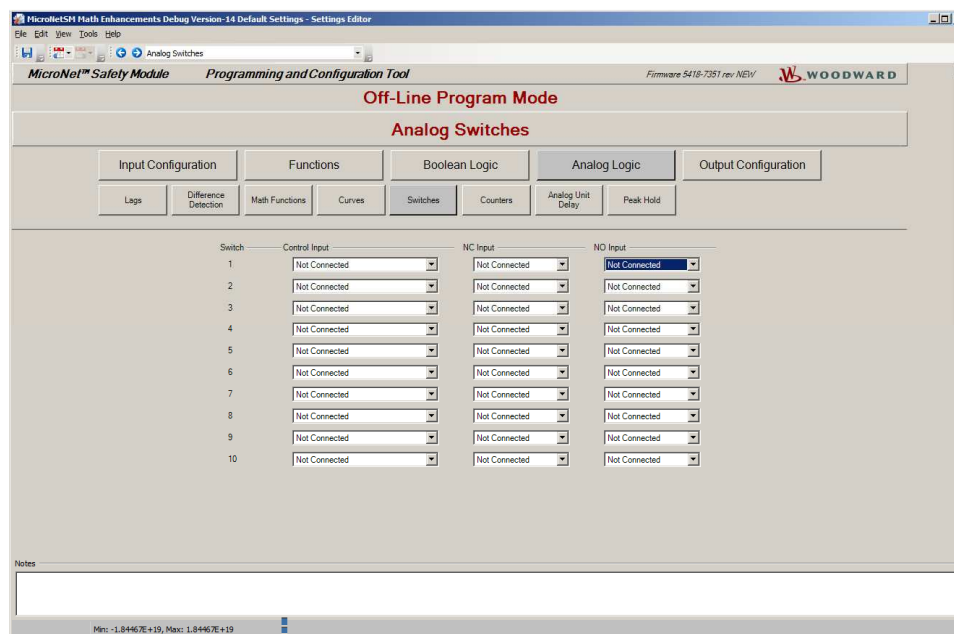 MicroNetSM Math Enhancements Debug Version-14 Default Settings - Settings Editor
File Edit View Tools Help
Analog Switches
MicroNet™ Safety Module Programming and Configuration Tool Firmware 5418-7351 rev NEW WOODWARD
Off-Line Program Mode
Analog Switches
Input Configuration Functions Boolean Logic Analog Logic Output Configuration
Lags Difference Detection Math Functions Curves Switches Counters Analog Unit Delay Peak Hold
Switch Control Input NC Input NO Input
1 Not Connected Not Connected Not Connected
2 Not Connected Not Connected Not Connected
3 Not Connected Not Connected Not Connected
4 Not Connected Not Connected Not Connected
5 Not Connected Not Connected Not Connected
6 Not Connected Not Connected Not Connected
7 Not Connected Not Connected Not Connected
8 Not Connected Not Connected Not Connected
9 Not Connected Not Connected Not Connected
10 Not Connected Not Connected Not Connected
Notes
Min: -1.84467E+19, Max: 1.84467E+19